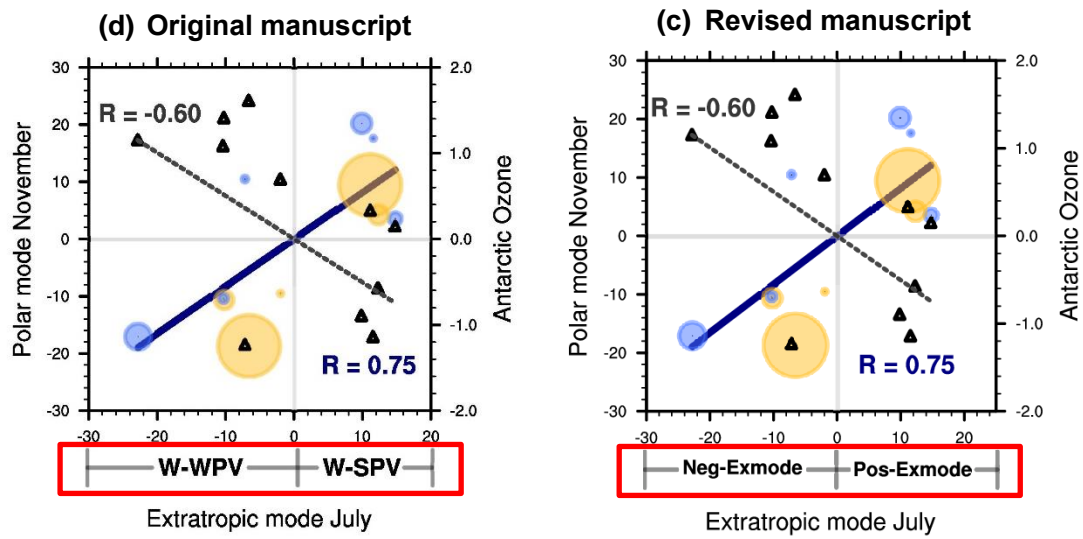 (d) Original manuscript
30
20
10
0
-10
-20
-30
2.0
1.0
0.0
-1.0
-2.0
Polar mode November
Antarctic Ozone
R = -0.60
R = 0.75
-30 -20 -10 0 10 20
W-WPV W-SPV
Extratropic mode July
(c) Revised manuscript
30
20
10
0
-10
-20
-30
2.0
1.0
0.0
-1.0
-2.0
Polar mode November
Antarctic Ozone
R = -0.60
R = 0.75
-30 -20 -10 0 10 20
Neg-Exmode Pos-Exmode
Extratropic mode July